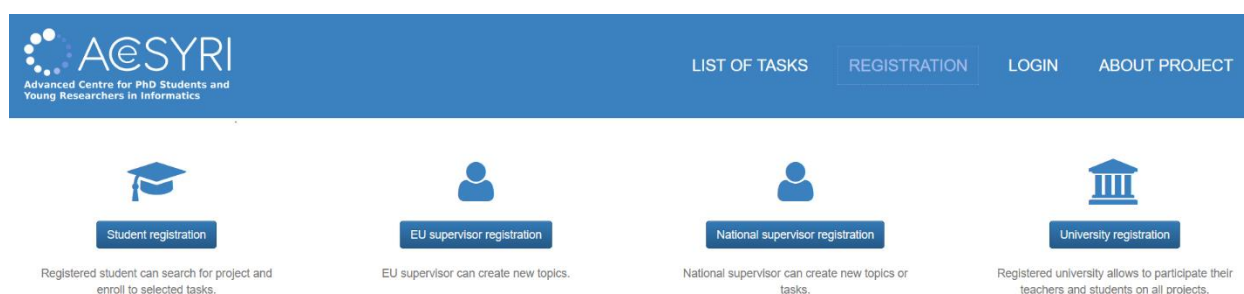 ACeSYRI
Advanced Centre for PhD Students and
Young Researchers in Informatics
LIST OF TASKS
REGISTRATION
LOGIN
ABOUT PROJECT
Student registration
Registered student can search for project and
enroll to selected tasks.
EU supervisor registration
EU supervisor can create new topics.
National supervisor registration
National supervisor can create new topics or
tasks.
University registration
Registered university allows to participate their
teachers and students on all projects.